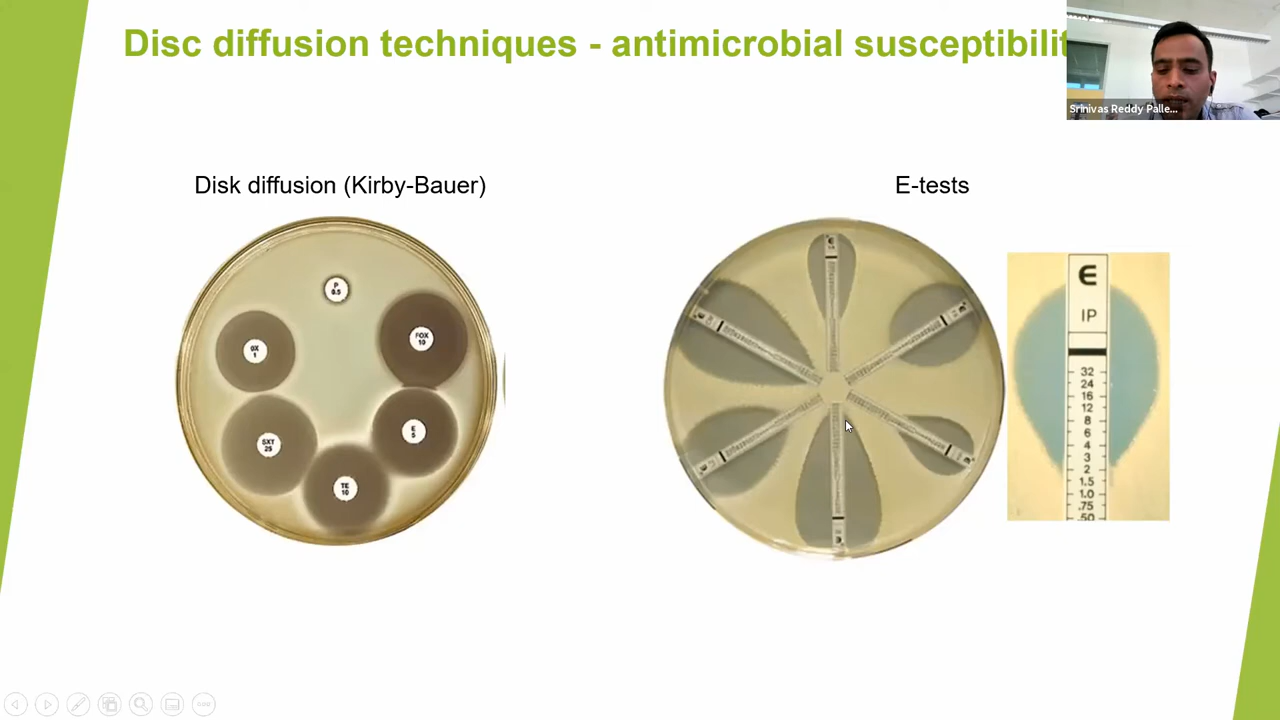 Disc diffusion techniques - antimicrobial susceptibilit
Srinivas Reddy Palle...
Disk diffusion (Kirby-Bauer)
E-tests
P
0.5
OX
1
FOX
10
SXT
25
E
5
TE
10
E
IP
32
24
16
12
8
6
4
3
2
1.5
1.0
.75
.50